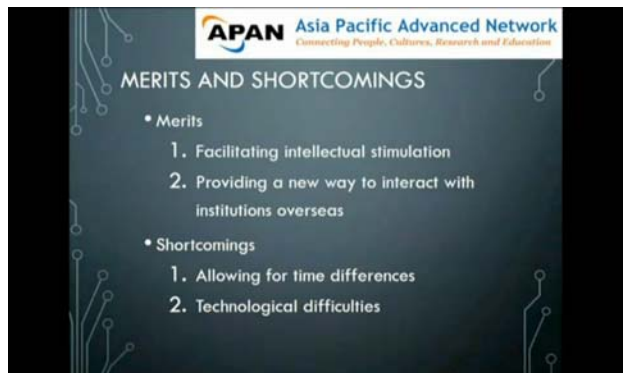 APAN Asia Pacific Advanced Network
Connecting People, Cultures, Research and Education
MERITS AND SHORTCOMINGS
• Merits
1. Facilitating intellectual stimulation
2. Providing a new way to interact with
institutions overseas
• Shortcomings
1. Allowing for time differences
2. Technological difficulties